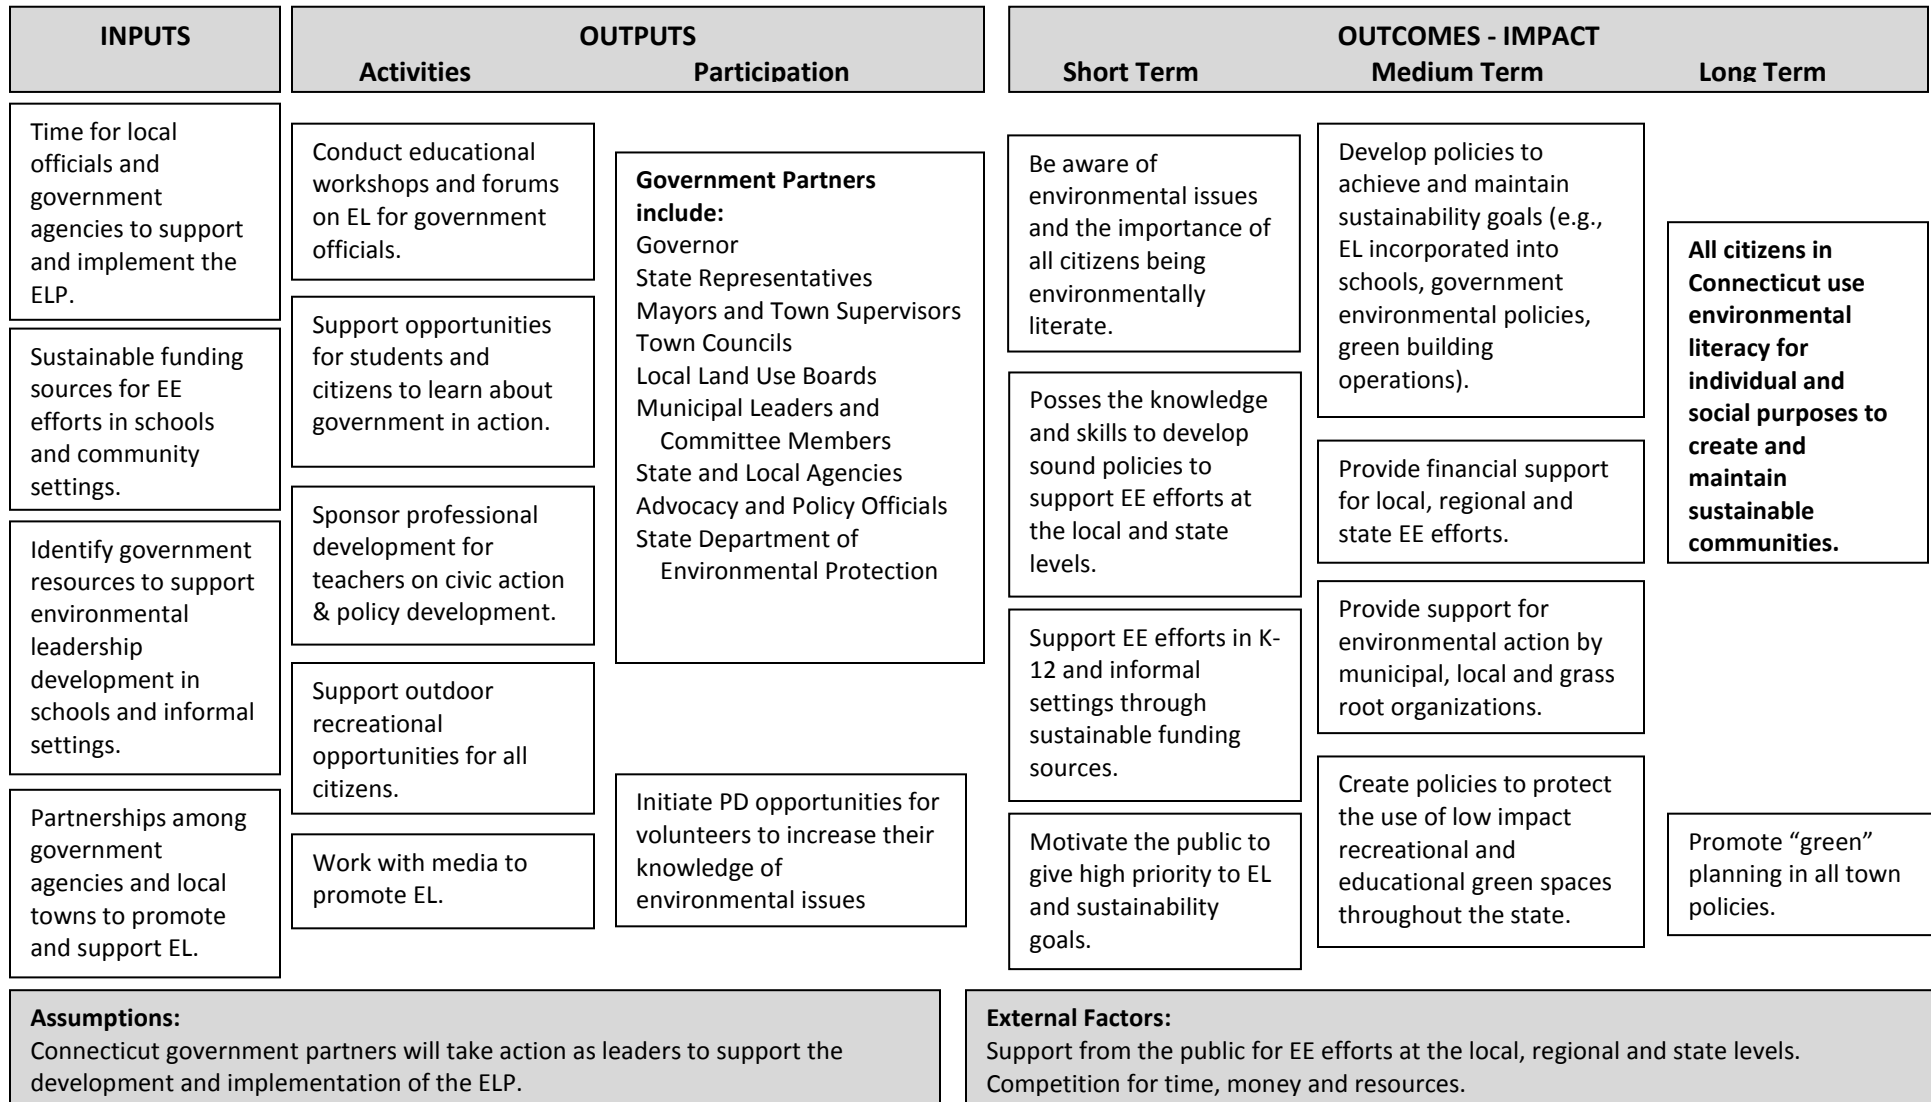 INPUTS
OUTPUTS
Activities
Participation
OUTCOMES - IMPACT
Short Term
Medium Term
Long Term
Time for local
officials and
government
agencies to support
and implement the
ELP.
Sustainable funding
sources for EE
efforts in schools
and community
settings.
Identify government
resources to support
environmental
leadership
development in
schools and informal
settings.
Partnerships among
government
agencies and local
towns to promote
and support EL.
Conduct educational
workshops and forums
on EL for government
officials.
Support opportunities
for students and
citizens to learn about
government in action.
Sponsor professional
development for
teachers on civic action
& policy development.
Support outdoor
recreational
opportunities for all
citizens.
Work with media to
promote EL.
Government Partners
include:
Governor
State Representatives
Mayors and Town Supervisors
Town Councils
Local Land Use Boards
Municipal Leaders and
Committee Members
State and Local Agencies
Advocacy and Policy Officials
State Department of
Environmental Protection
Initiate PD opportunities for
volunteers to increase their
knowledge of
environmental issues
Be aware of
environmental issues
and the importance of
all citizens being
environmentally
literate.
Posses the knowledge
and skills to develop
sound policies to
support EE efforts at
the local and state
levels.
Support EE efforts in K-
12 and informal
settings through
sustainable funding
sources.
Motivate the public to
give high priority to EL
and sustainability
goals.
Develop policies to
achieve and maintain
sustainability goals (e.g.,
EL incorporated into
schools, government
environmental policies,
green building
operations).
Provide financial support
for local, regional and
state EE efforts.
Provide support for
environmental action by
municipal, local and grass
root organizations.
Create policies to protect
the use of low impact
recreational and
educational green spaces
throughout the state.
All citizens in
Connecticut use
environmental
literacy for
individual and
social purposes to
create and
maintain
sustainable
communities.
Promote “green”
planning in all town
policies.
Assumptions:
Connecticut government partners will take action as leaders to support the
development and implementation of the ELP.
External Factors:
Support from the public for EE efforts at the local, regional and state levels.
Competition for time, money and resources.